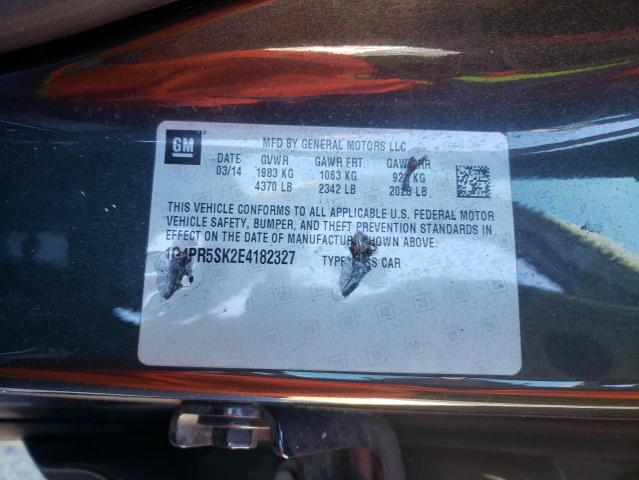 GM
MFD BY GENERAL MOTORS LLC
DATE GVWR GAWR FRT
03/14 1983 KG 1063 KG KG
4370 LB 2342 LB LB
THIS VEHICLE CONFORMS TO ALL APPLICABLE U.S. FEDERAL MOTOR
VEHICLE SAFETY, BUMPER, AND THEFT PREVENTION STANDARDS IN
EFFECT ON THE DATE OF MANUFACTURE SHOWN ABOVE.
TYPE: CAR